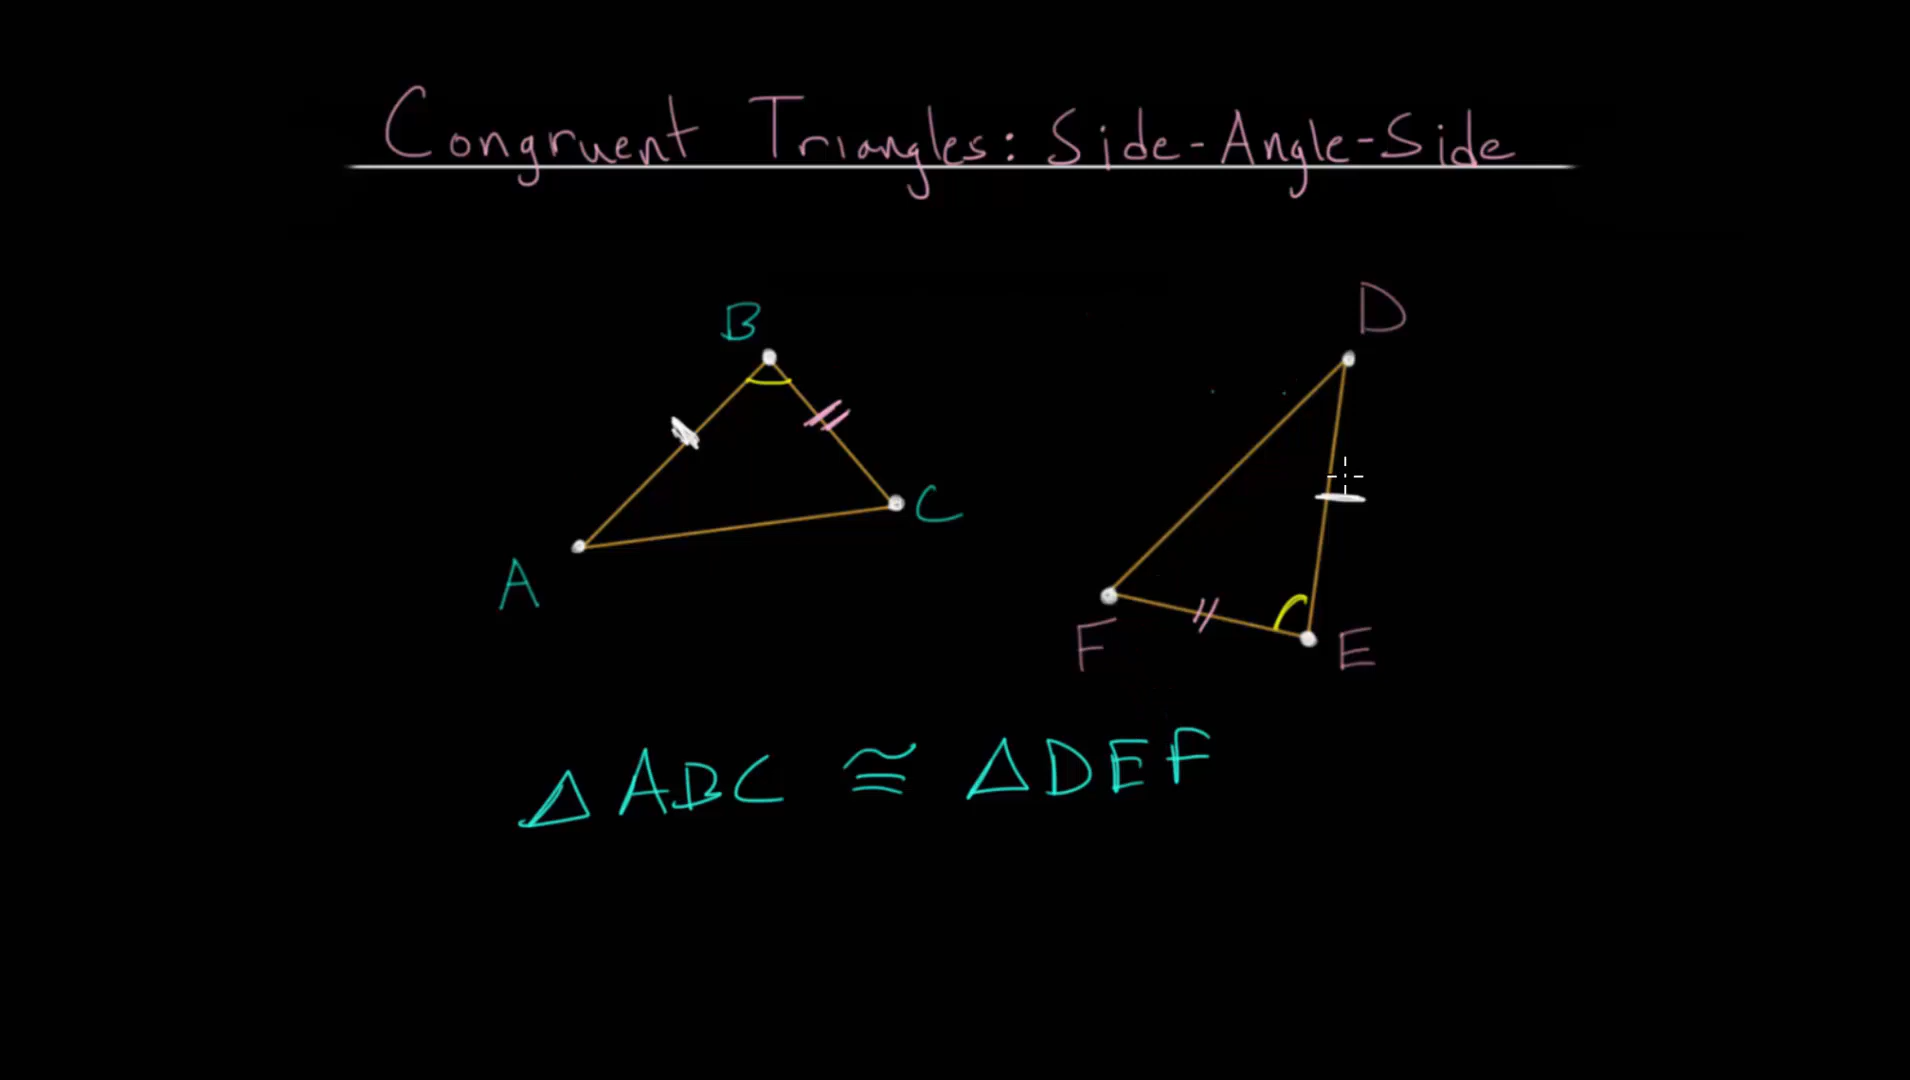 Congruent Triangles: Side-Angle-Side
B
D
C
A
F
E
△ABC ≅ △DEF